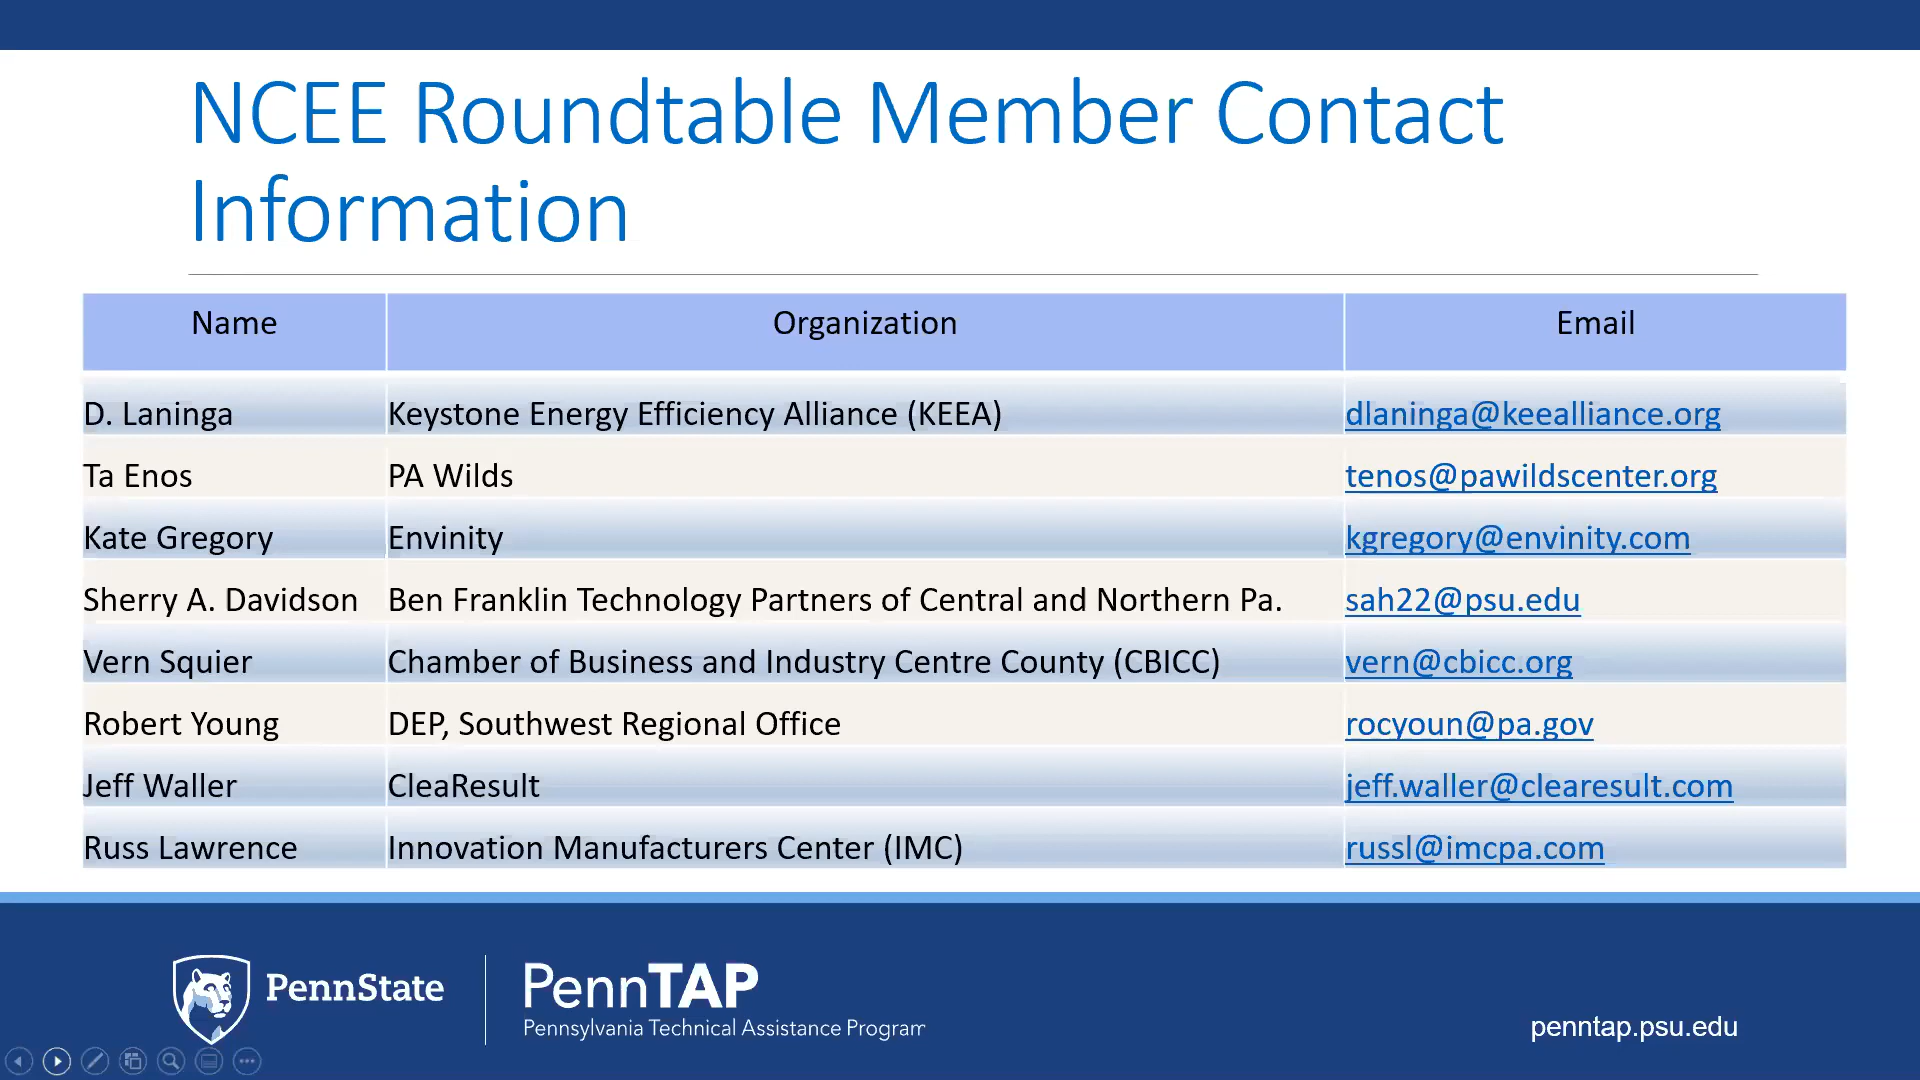 NCEE Roundtable Member Contact
Information
Name Organization Email
D. Laninga Keystone Energy Efficiency Alliance (KEEA) dlaninga@keealliance.org
Ta Enos PA Wilds tenos@pawildscenter.org
Kate Gregory Envinity kgregory@envinity.com
Sherry A. Davidson Ben Franklin Technology Partners of Central and Northern Pa. sah22@psu.edu
Vern Squier Chamber of Business and Industry Centre County (CBICC) vern@cbicc.org
Robert Young DEP, Southwest Regional Office rocyoun@pa.gov
Jeff Waller CleaResult jeff.waller@clearesult.com
Russ Lawrence Innovation Manufacturers Center (IMC) russl@imcpa.com
PennState PennTAP
Pennsylvania Technical Assistance Program
penntap.psu.edu